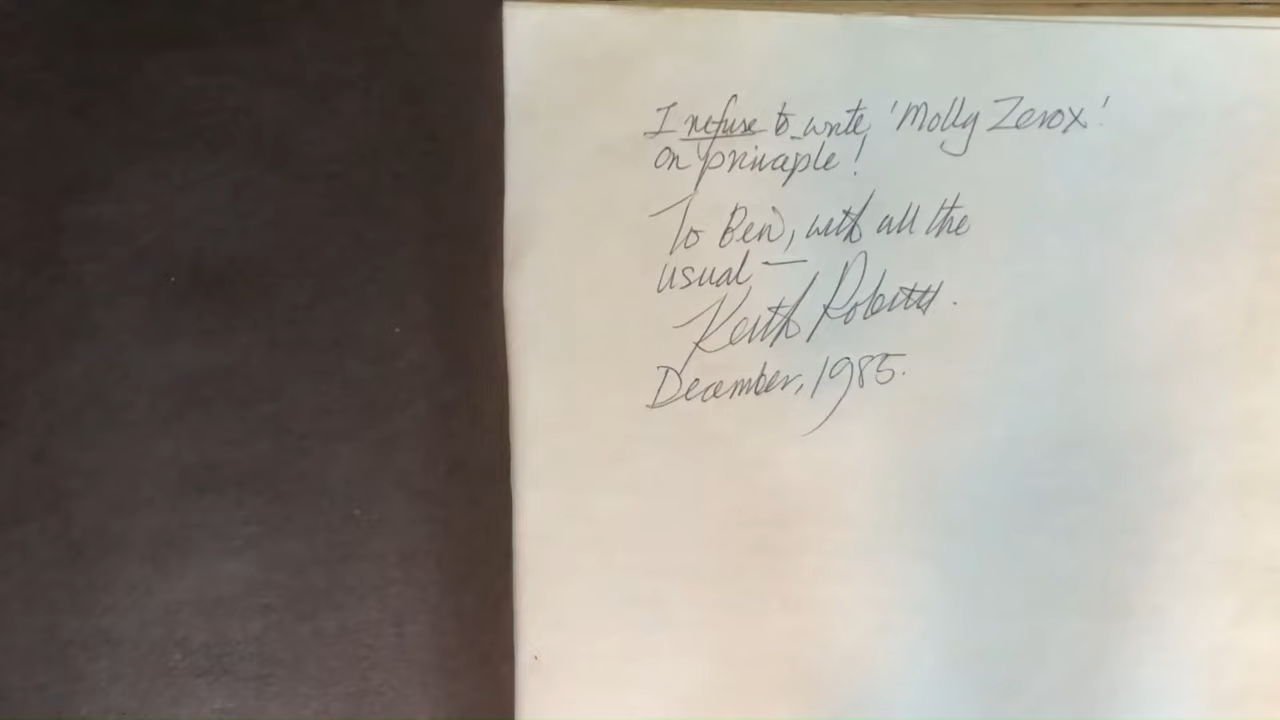 I refuse to write 'Molly Zerox'
on principle!
To Ben, with all the
usual —
Keith Roberts.
December, 1985.